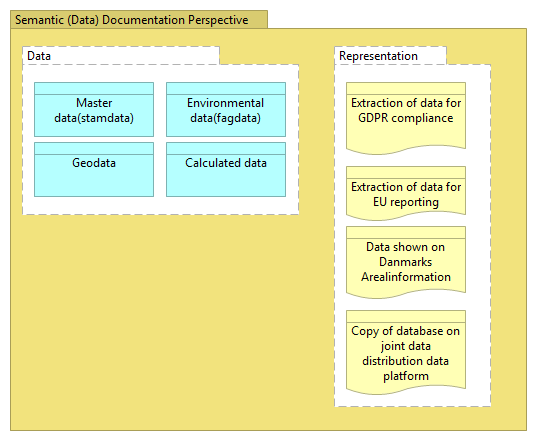 Semantic (Data) Documentation Perspective
Data
Master
data(stamdata)
Environmental
data(fagdata)
Geodata
Calculated data
Representation
Extraction of data for
GDPR compliance
Extraction of data for
EU reporting
Data shown on
Danmarks
Arealinformation
Copy of database on
joint data
distribution data
platform